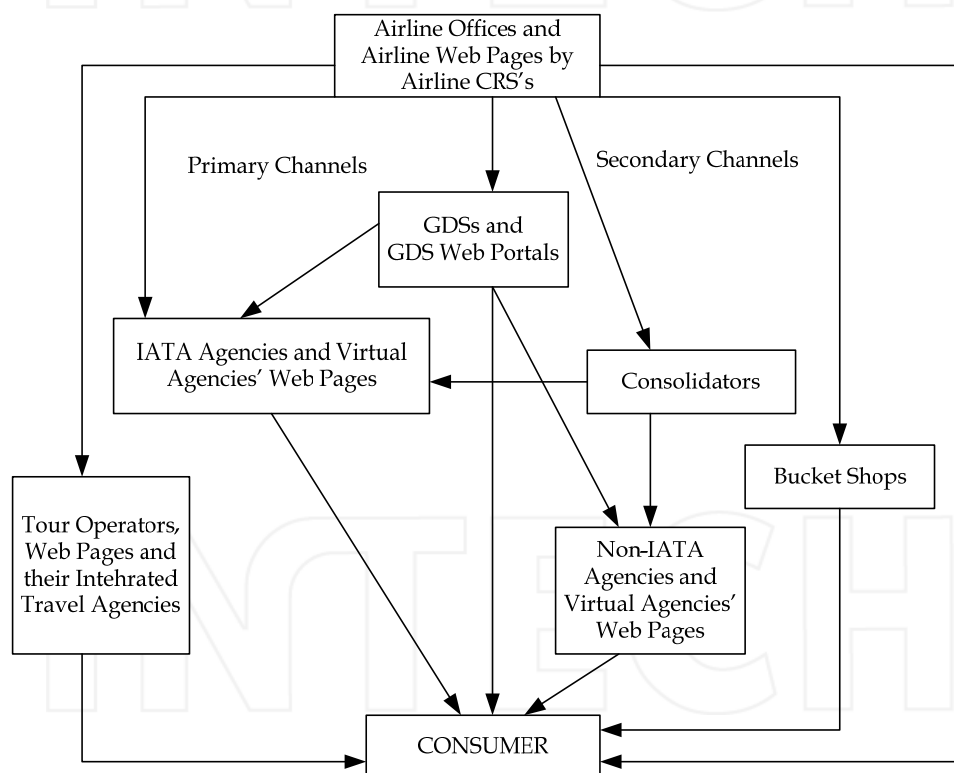 Airline Offices and
Airline Web Pages by
Airline CRS's
Primary Channels
Secondary Channels
GDSs and
GDS Web Portals
IATA Agencies and Virtual
Agencies' Web Pages
Consolidators
Bucket Shops
Tour Operators,
Web Pages and
their Intehrated
Travel Agencies
Non-IATA
Agencies and
Virtual Agencies'
Web Pages
CONSUMER
INTECH